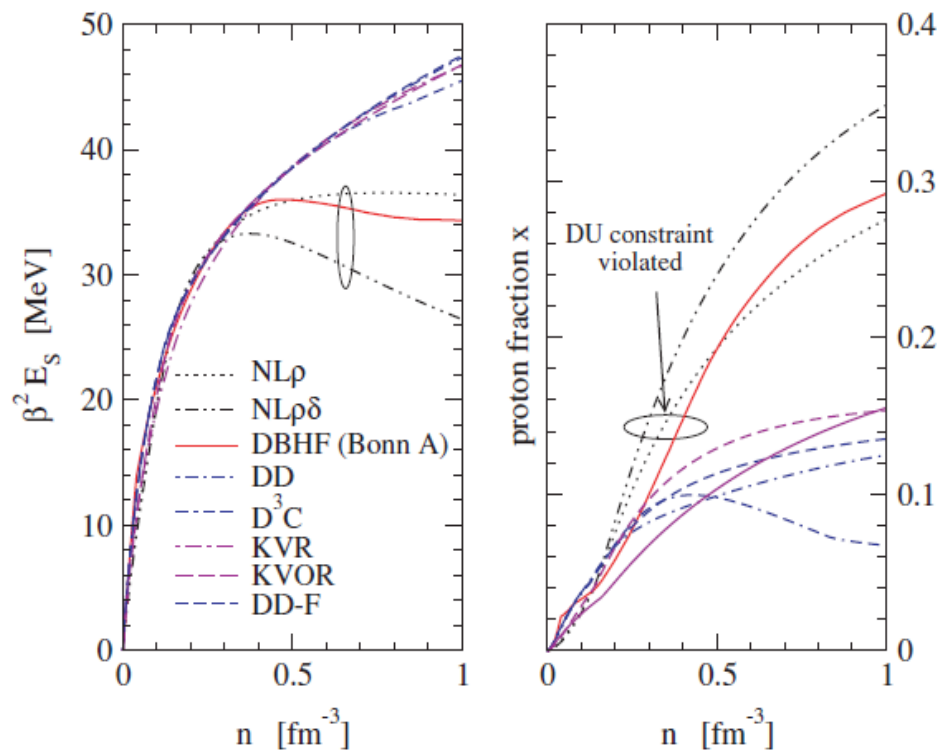 50
40
30
20
10
0
β² E_S [MeV]
NLρ
NLρδ
DBHF (Bonn A)
DD
D³C
KVR
KVOR
DD-F
0
0.5
1
n [fm⁻³]
proton fraction x
DU constraint
violated
0.4
0.3
0.2
0.1
0
0
0.5
1
n [fm⁻³]